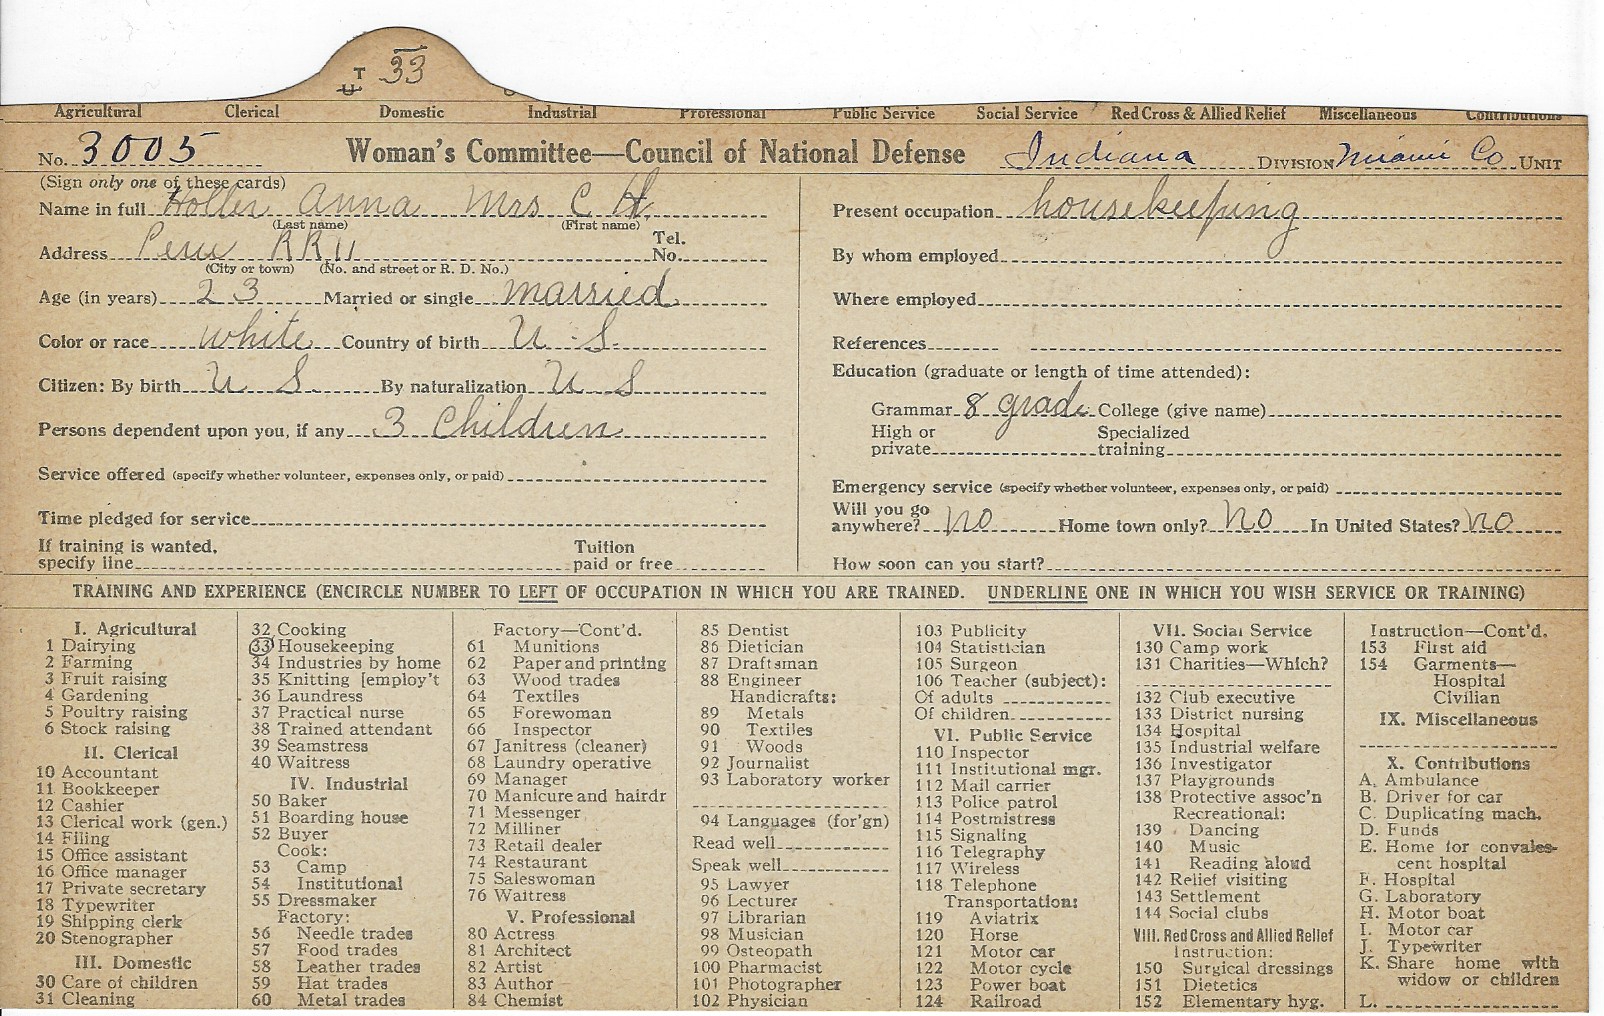 T 33
U
Agricultural Clerical Domestic Industrial Professional Public Service Social Service Red Cross & Allied Relief Miscellaneous Contributions
No. 3005 Woman's Committee—Council of National Defense Indiana DIVISION Miami Co UNIT
(Sign only one of these cards)
Name in full Holler Anna Mrs C H
(Last name) (First name)
Address Peru RR 11 Tel. No.
(City or town) (No. and street or R. D. No.)
Age (in years) 23 Married or single married
Color or race white Country of birth U S
Citizen: By birth U S By naturalization U S
Persons dependent upon you, if any 3 Children
Service offered (specify whether volunteer, expenses only, or paid)
Time pledged for service
If training is wanted, specify line Tuition paid or free
Present occupation housekeeping
By whom employed
Where employed
References
Education (graduate or length of time attended):
Grammar 8 grade College (give name)
High or private Specialized training
Emergency service (specify whether volunteer, expenses only, or paid)
Will you go anywhere? no Home town only? no In United States? no
How soon can you start?
TRAINING AND EXPERIENCE (ENCIRCLE NUMBER TO LEFT OF OCCUPATION IN WHICH YOU ARE TRAINED. UNDERLINE ONE IN WHICH YOU WISH SERVICE OR TRAINING)
I. Agricultural
1 Dairying
2 Farming
3 Fruit raising
4 Gardening
5 Poultry raising
6 Stock raising
II. Clerical
10 Accountant
11 Bookkeeper
12 Cashier
13 Clerical work (gen.)
14 Filing
15 Office assistant
16 Office manager
17 Private secretary
18 Typewriter
19 Shipping clerk
20 Stenographer
III. Domestic
30 Care of children
31 Cleaning
32 Cooking
33 Housekeeping
34 Industries by home
35 Knitting [employ't
36 Laundress
37 Practical nurse
38 Trained attendant
39 Seamstress
40 Waitress
IV. Industrial
50 Baker
51 Boarding house
52 Buyer
Cook:
53 Camp
54 Institutional
55 Dressmaker
Factory:
56 Needle trades
57 Food trades
58 Leather trades
59 Hat trades
60 Metal trades
Factory—Cont'd.
61 Munitions
62 Paper and printing
63 Wood trades
64 Textiles
65 Forewoman
66 Inspector
67 Janitress (cleaner)
68 Laundry operative
69 Manager
70 Manicure and hairdr
71 Messenger
72 Milliner
73 Retail dealer
74 Restaurant
75 Saleswoman
76 Waitress
V. Professional
80 Actress
81 Architect
82 Artist
83 Author
84 Chemist
85 Dentist
86 Dietician
87 Draftsman
88 Engineer
Handicrafts:
89 Metals
90 Textiles
91 Woods
92 Journalist
93 Laboratory worker
94 Languages (for'gn)
Read well
Speak well
95 Lawyer
96 Lecturer
97 Librarian
98 Musician
99 Osteopath
100 Pharmacist
101 Photographer
102 Physician
103 Publicity
104 Statistician
105 Surgeon
106 Teacher (subject):
Of adults
Of children
VI. Public Service
110 Inspector
111 Institutional mgr.
112 Mail carrier
113 Police patrol
114 Postmistress
115 Signaling
116 Telegraphy
117 Wireless
118 Telephone
Transportation:
119 Aviatrix
120 Horse
121 Motor car
122 Motor cycle
123 Power boat
124 Railroad
VII. Social Service
130 Camp work
131 Charities—Which?
132 Club executive
133 District nursing
134 Hospital
135 Industrial welfare
136 Investigator
137 Playgrounds
138 Protective assoc'n
Recreational:
139 Dancing
140 Music
141 Reading aloud
142 Relief visiting
143 Settlement
144 Social clubs
VIII. Red Cross and Allied Relief
Instruction:
150 Surgical dressings
151 Dietetics
152 Elementary hyg.
Instruction—Cont'd.
153 First aid
154 Garments—
Hospital
Civilian
IX. Miscellaneous
X. Contributions
A. Ambulance
B. Driver for car
C. Duplicating mach.
D. Funds
E. Home for convales-
cent hospital
F. Hospital
G. Laboratory
H. Motor boat
I. Motor car
J. Typewriter
K. Share home with
widow or children
L.